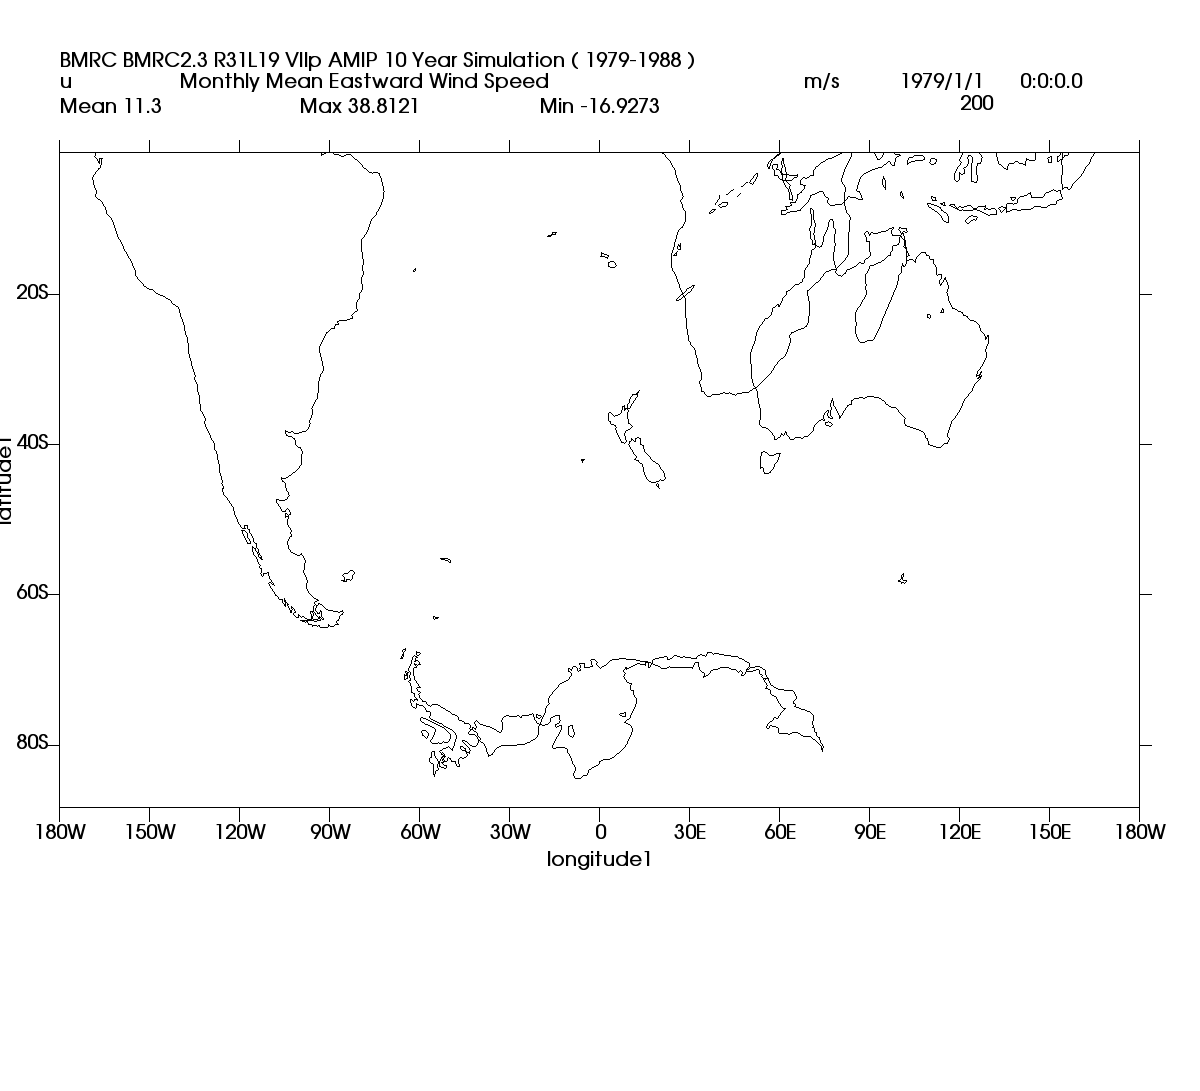 BMRC BMRC2.3 R31L19 VIIp AMIP 10 Year Simulation ( 1979-1988 )
u Monthly Mean Eastward Wind Speed m/s 1979/1/1 0:0:0.0
Mean 11.3 Max 38.8121 Min -16.9273 200
20S
40S
latitude1
60S
80S
180W 150W 120W 90W 60W 30W 0 30E 60E 90E 120E 150E 180W
longitude1